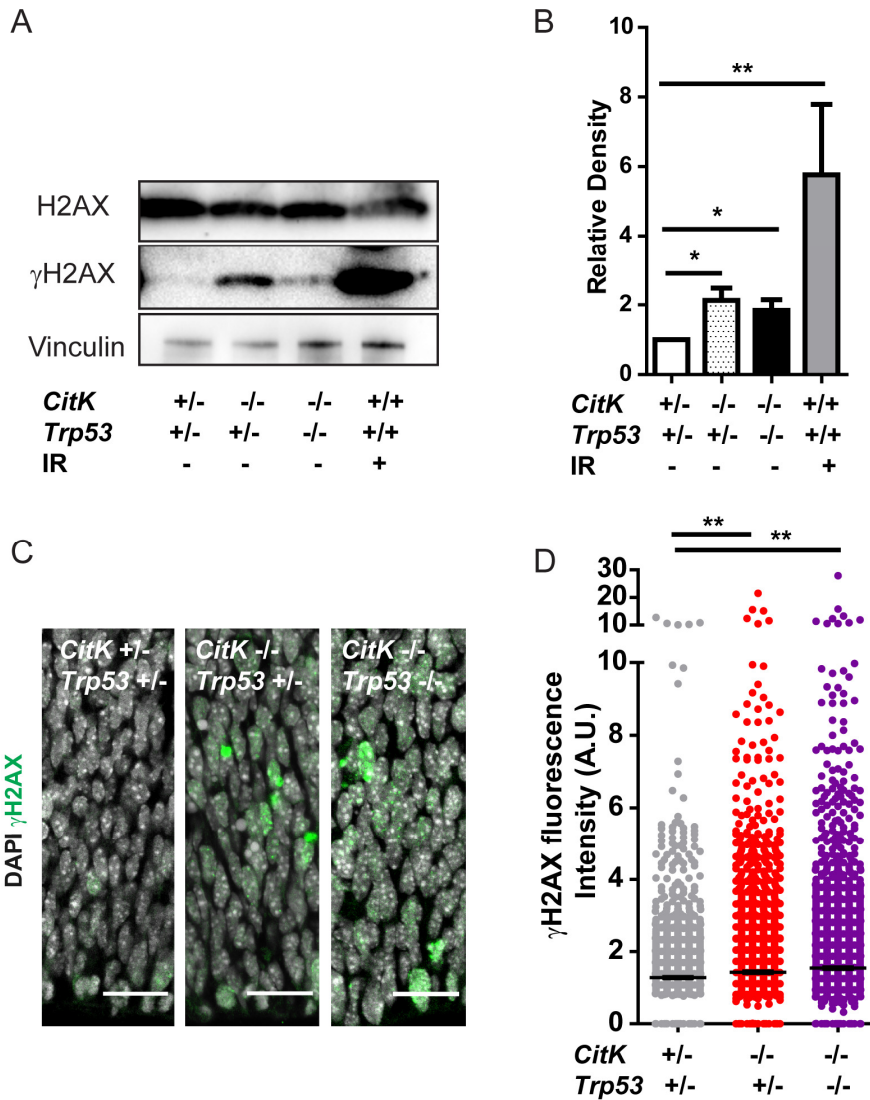 A
H2AX
γH2AX
Vinculin
CitK +/- -/- -/- +/+
Trp53 +/- +/- -/- +/+
IR - - - +
B
Relative Density
10
8
6
4
2
0
**
*
*
CitK +/- -/- -/- +/+
Trp53 +/- +/- -/- +/+
IR - - - +
C
DAPI γH2AX
CitK +/-
Trp53 +/-
CitK -/-
Trp53 +/-
CitK -/-
Trp53 -/-
D
**
**
γH2AX fluorescence
Intensity (A.U.)
30
20
10
10
8
6
4
2
0
CitK +/- -/- -/-
Trp53 +/- +/- -/-